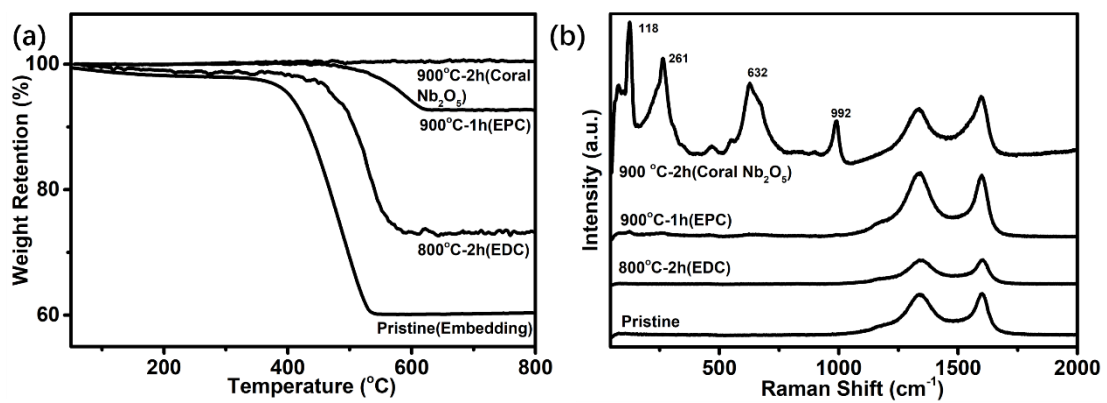 (a)
Weight Retention (%)
100
80
60
900°C-2h(Coral
Nb₂O₅)
900°C-1h(EPC)
800°C-2h(EDC)
Pristine(Embedding)
200
400
600
800
Temperature (°C)
(b)
Intensity (a.u.)
118
261
632
992
900 °C-2h(Coral Nb₂O₅)
900°C-1h(EPC)
800°C-2h(EDC)
Pristine
500
1000
1500
2000
Raman Shift (cm⁻¹)